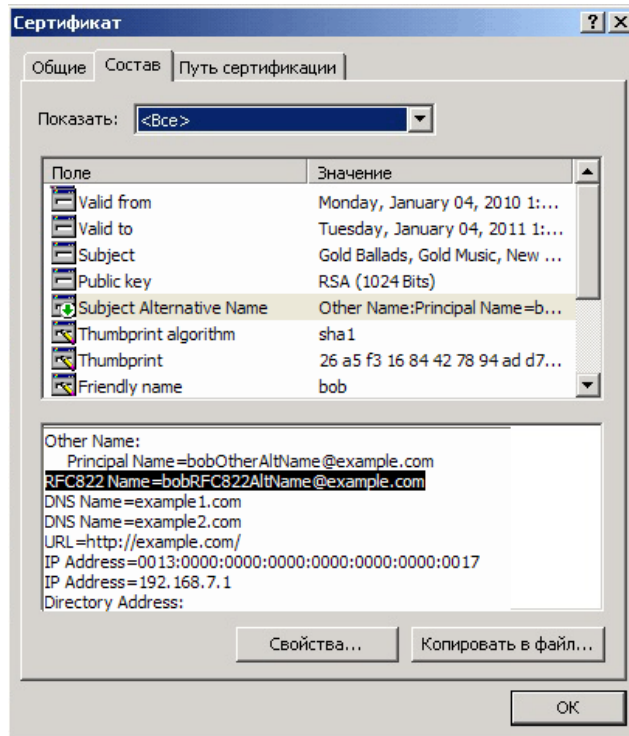 Сертификат
Общие Состав Путь сертификации
Показать: <Все>
Поле Значение
Valid from Monday, January 04, 2010 1:...
Valid to Tuesday, January 04, 2011 1:...
Subject Gold Ballads, Gold Music, New ...
Public key RSA (1024 Bits)
Subject Alternative Name Other Name:Principal Name=b...
Thumbprint algorithm sha1
Thumbprint 26 a5 f3 16 84 42 78 94 ad d7...
Friendly name bob
Other Name:
Principal Name=bobOtherAltName@example.com
RFC822 Name=bobRFC822AltName@example.com
DNS Name=example1.com
DNS Name=example2.com
URL=http://example.com/
IP Address=0013:0000:0000:0000:0000:0000:0000:0017
IP Address=192.168.7.1
Directory Address:
Свойства... Копировать в файл...
ОК